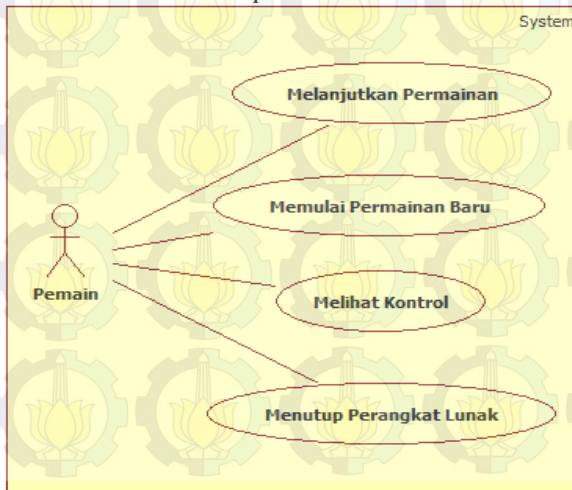 System
Melanjutkan Permainan
Memulai Permainan Baru
Pemain
Melihat Kontrol
Menutup Perangkat Lunak